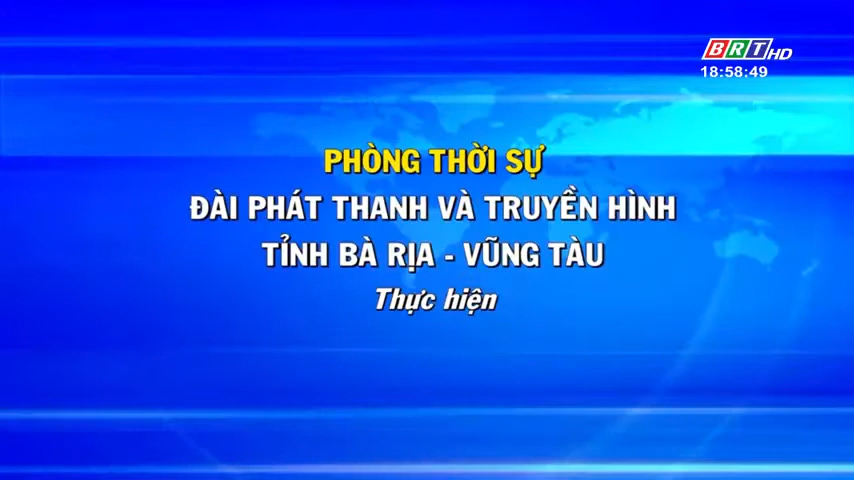 BRT HD
18:58:49
PHÒNG THỜI SỰ
ĐÀI PHÁT THANH VÀ TRUYỀN HÌNH
TỈNH BÀ RỊA - VŨNG TÀU
Thực hiện